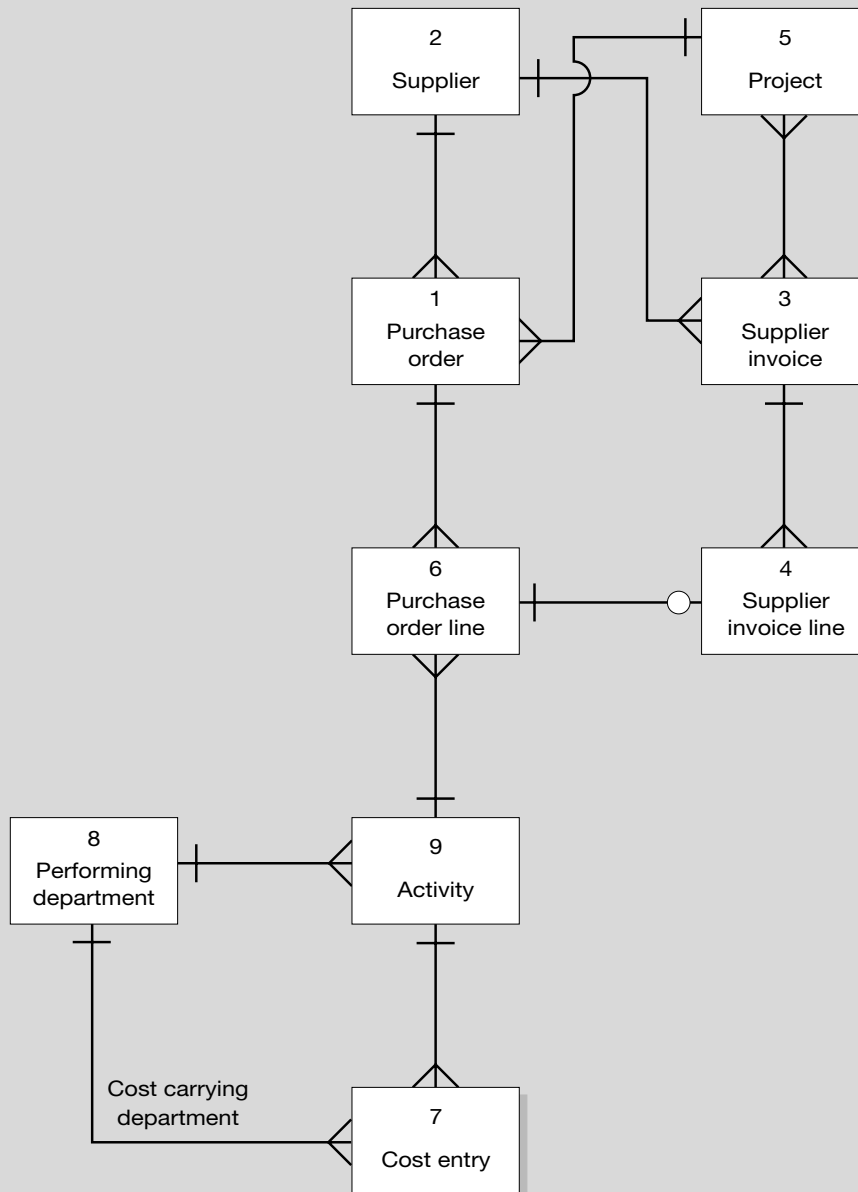 2
Supplier
5
Project
1
Purchase
order
3
Supplier
invoice
6
Purchase
order line
4
Supplier
invoice line
8
Performing
department
9
Activity
Cost carrying
department
7
Cost entry